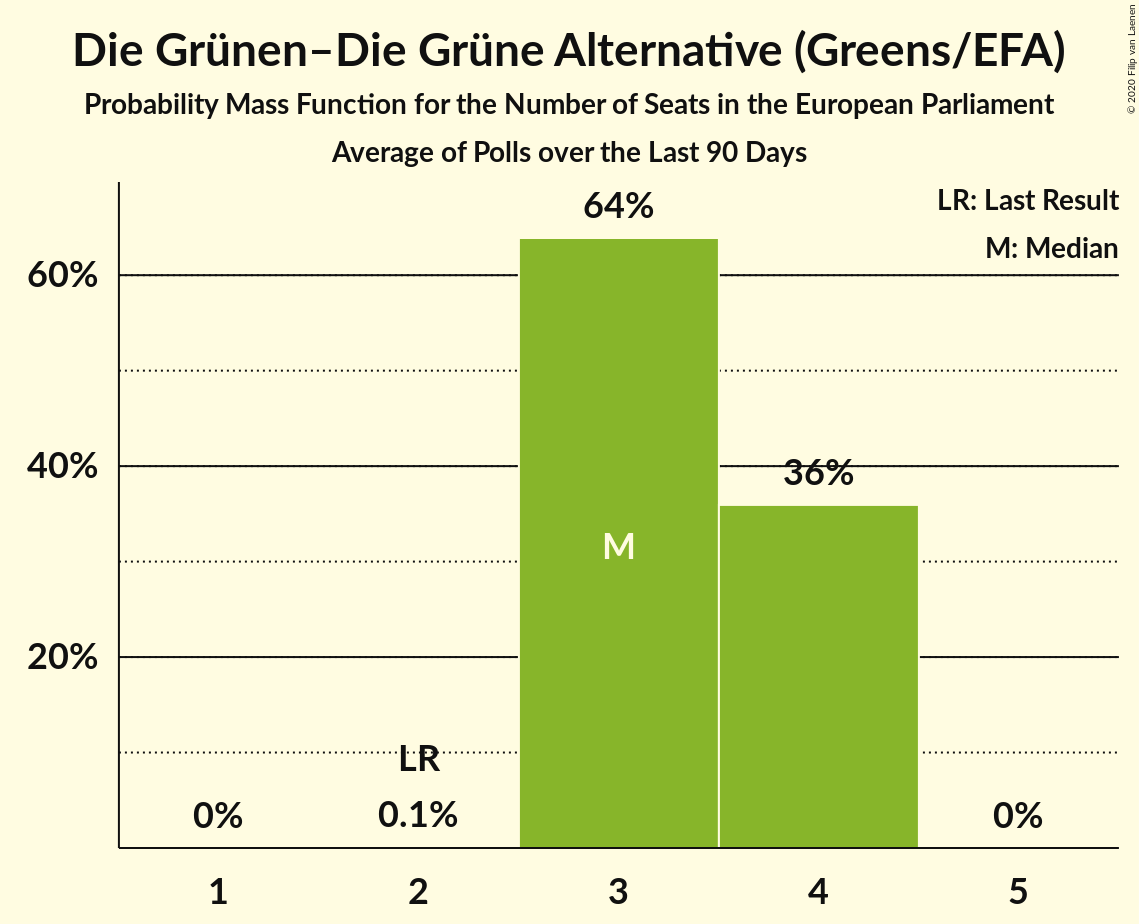 Die Grünen–Die Grüne Alternative (Greens/EFA)
Probability Mass Function for the Number of Seats in the European Parliament
Average of Polls over the Last 90 Days
© 2020 Filip van Laenen
LR: Last Result
M: Median
64%
60%
40%
36%
M
20%
LR
0%
0.1%
0%
1
2
3
4
5